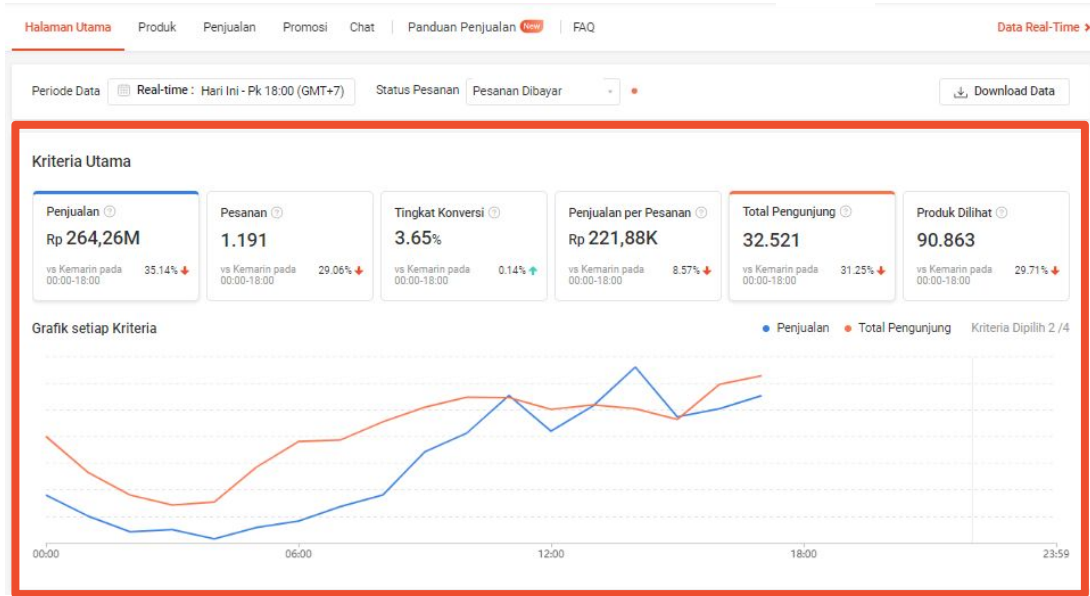 Halaman Utama Produk Penjualan Promosi Chat Panduan Penjualan New FAQ Data Real-Time
Periode Data Real-time : Hari Ini - Pk 18:00 (GMT+7) Status Pesanan Pesanan Dibayar Download Data
Kriteria Utama
Penjualan
Rp 264,26M
vs Kemarin pada 00:00-18:00 35.14%
Pesanan
1.191
vs Kemarin pada 00:00-18:00 29.06%
Tingkat Konversi
3.65%
vs Kemarin pada 00:00-18:00 0.14%
Penjualan per Pesanan
Rp 221,88K
vs Kemarin pada 00:00-18:00 8.57%
Total Pengunjung
32.521
vs Kemarin pada 00:00-18:00 31.25%
Produk Dilihat
90.863
vs Kemarin pada 00:00-18:00 29.71%
Grafik setiap Kriteria Penjualan Total Pengunjung Kriteria Dipilih 2 /4
00:00 06:00 12:00 18:00 23:59